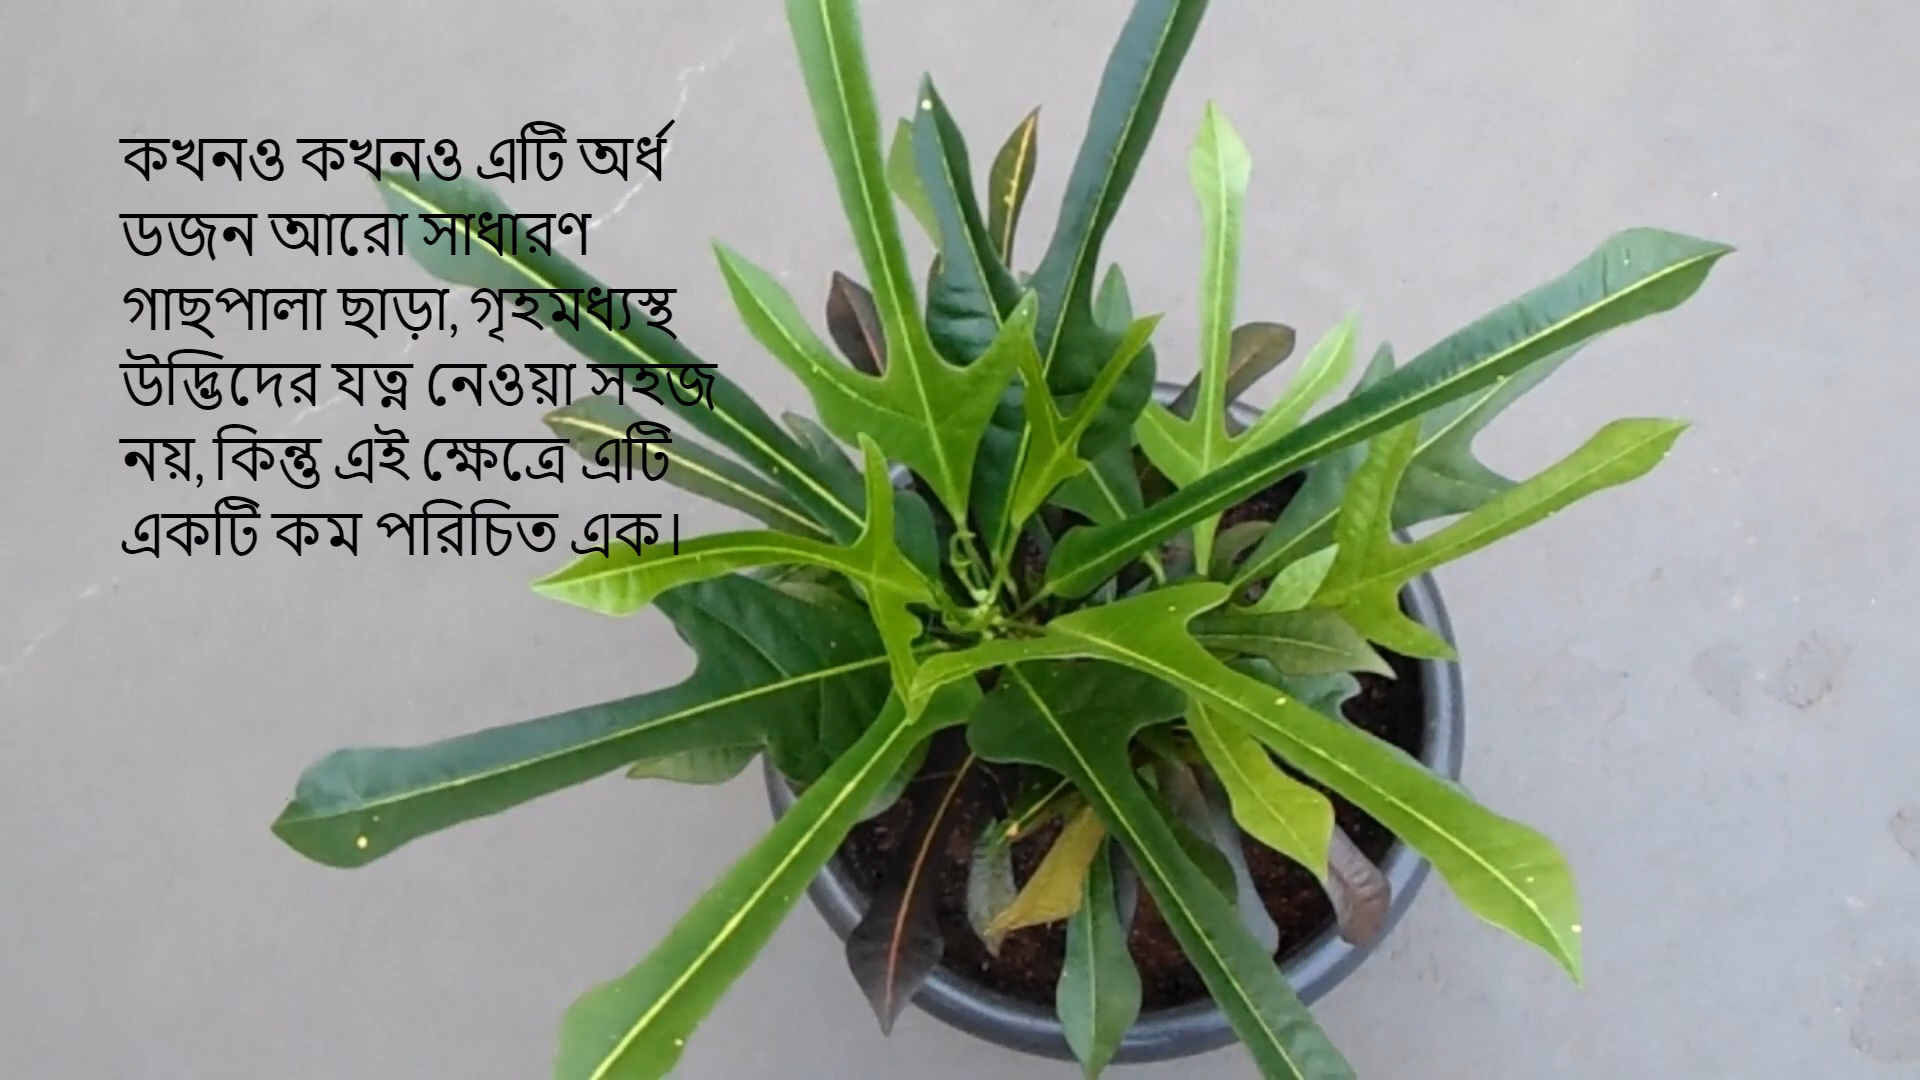 কখনও কখনও এটি অর্ধ
ডজন আরো সাধারণ
গাছপালা ছাড়া, গৃহমধ্যস্থ
উদ্ভিদের যত্ন নেওয়া সহজ
নয়, কিন্তু এই ক্ষেত্রে এটি
একটি কম পরিচিত এক।